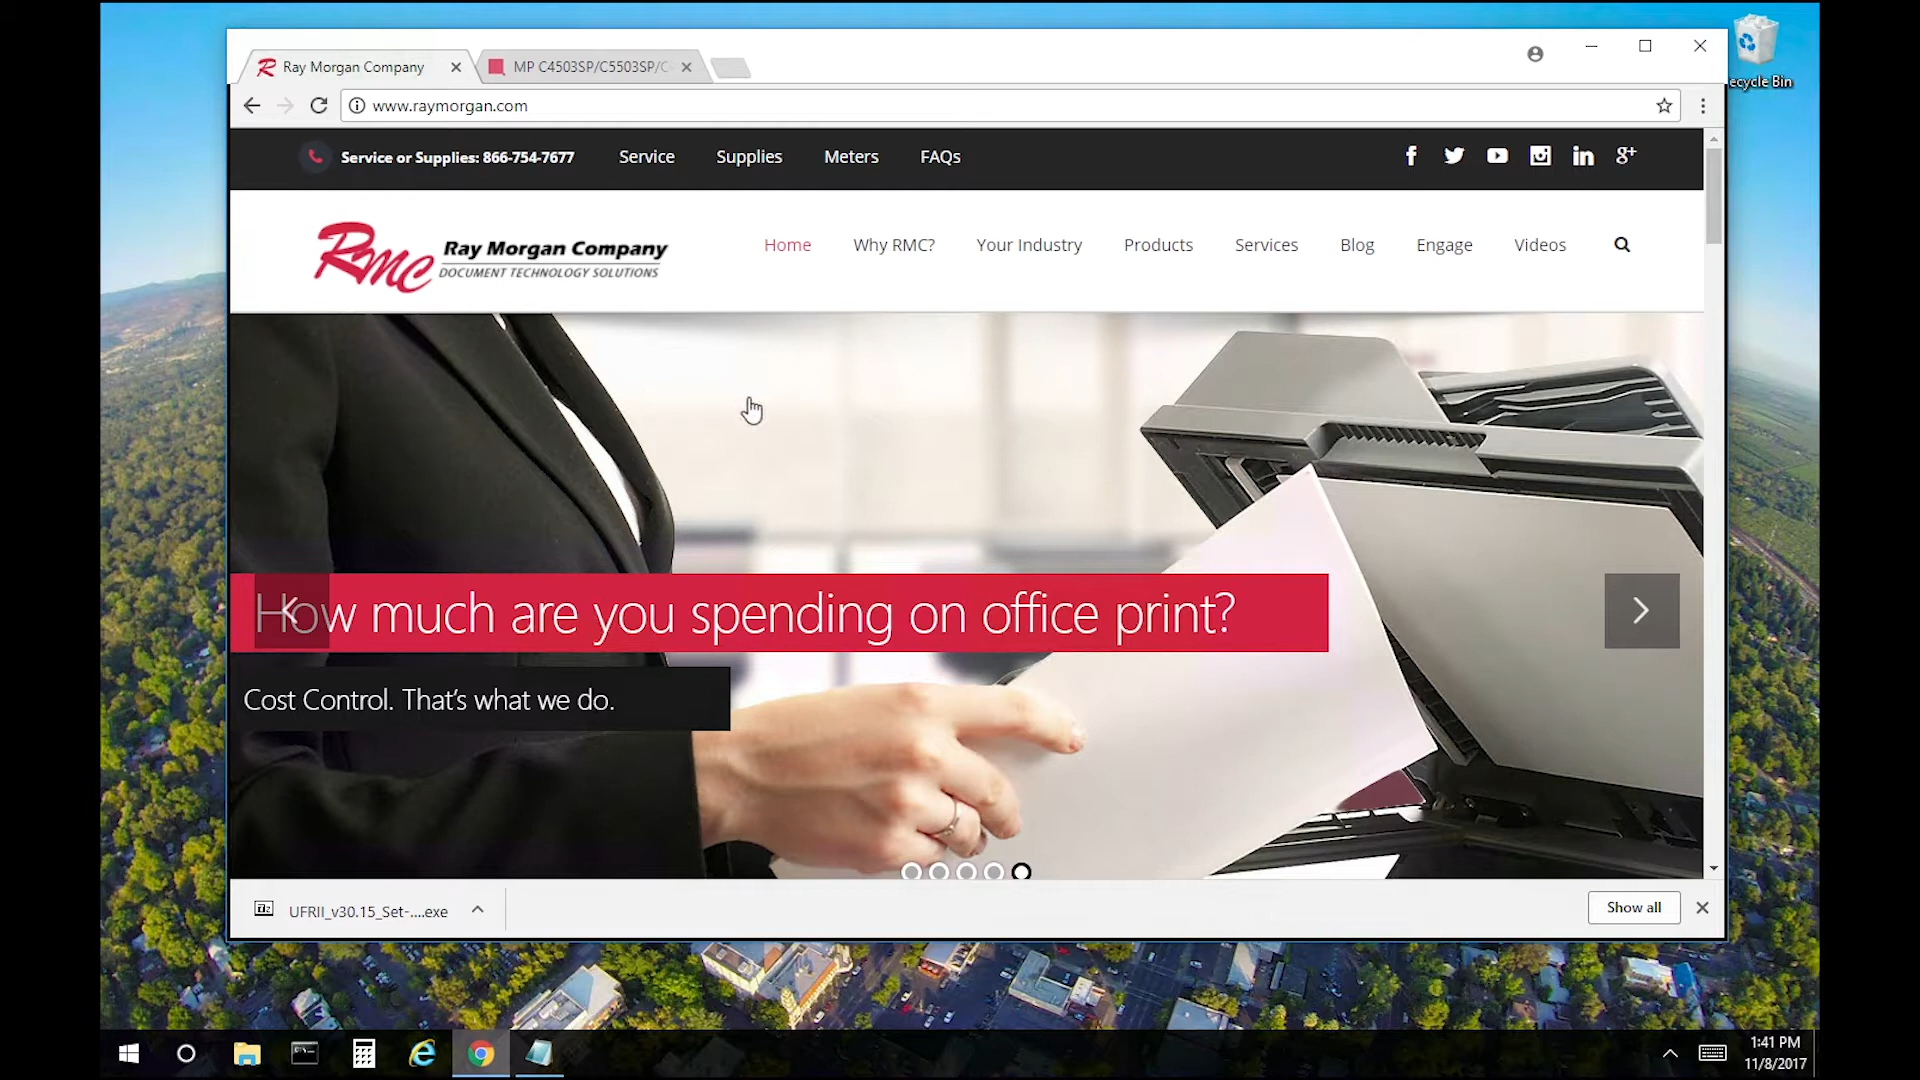 Ray Morgan Company
MP C4503SP/C5503SP/C
ecycle Bin
www.raymorgan.com
Service or Supplies: 866-754-7677 Service Supplies Meters FAQs
RMC Ray Morgan Company
DOCUMENT TECHNOLOGY SOLUTIONS
Home Why RMC? Your Industry Products Services Blog Engage Videos
How much are you spending on office print?
Cost Control. That's what we do.
UFRII_v30.15_Set-....exe
Show all
1:41 PM
11/8/2017